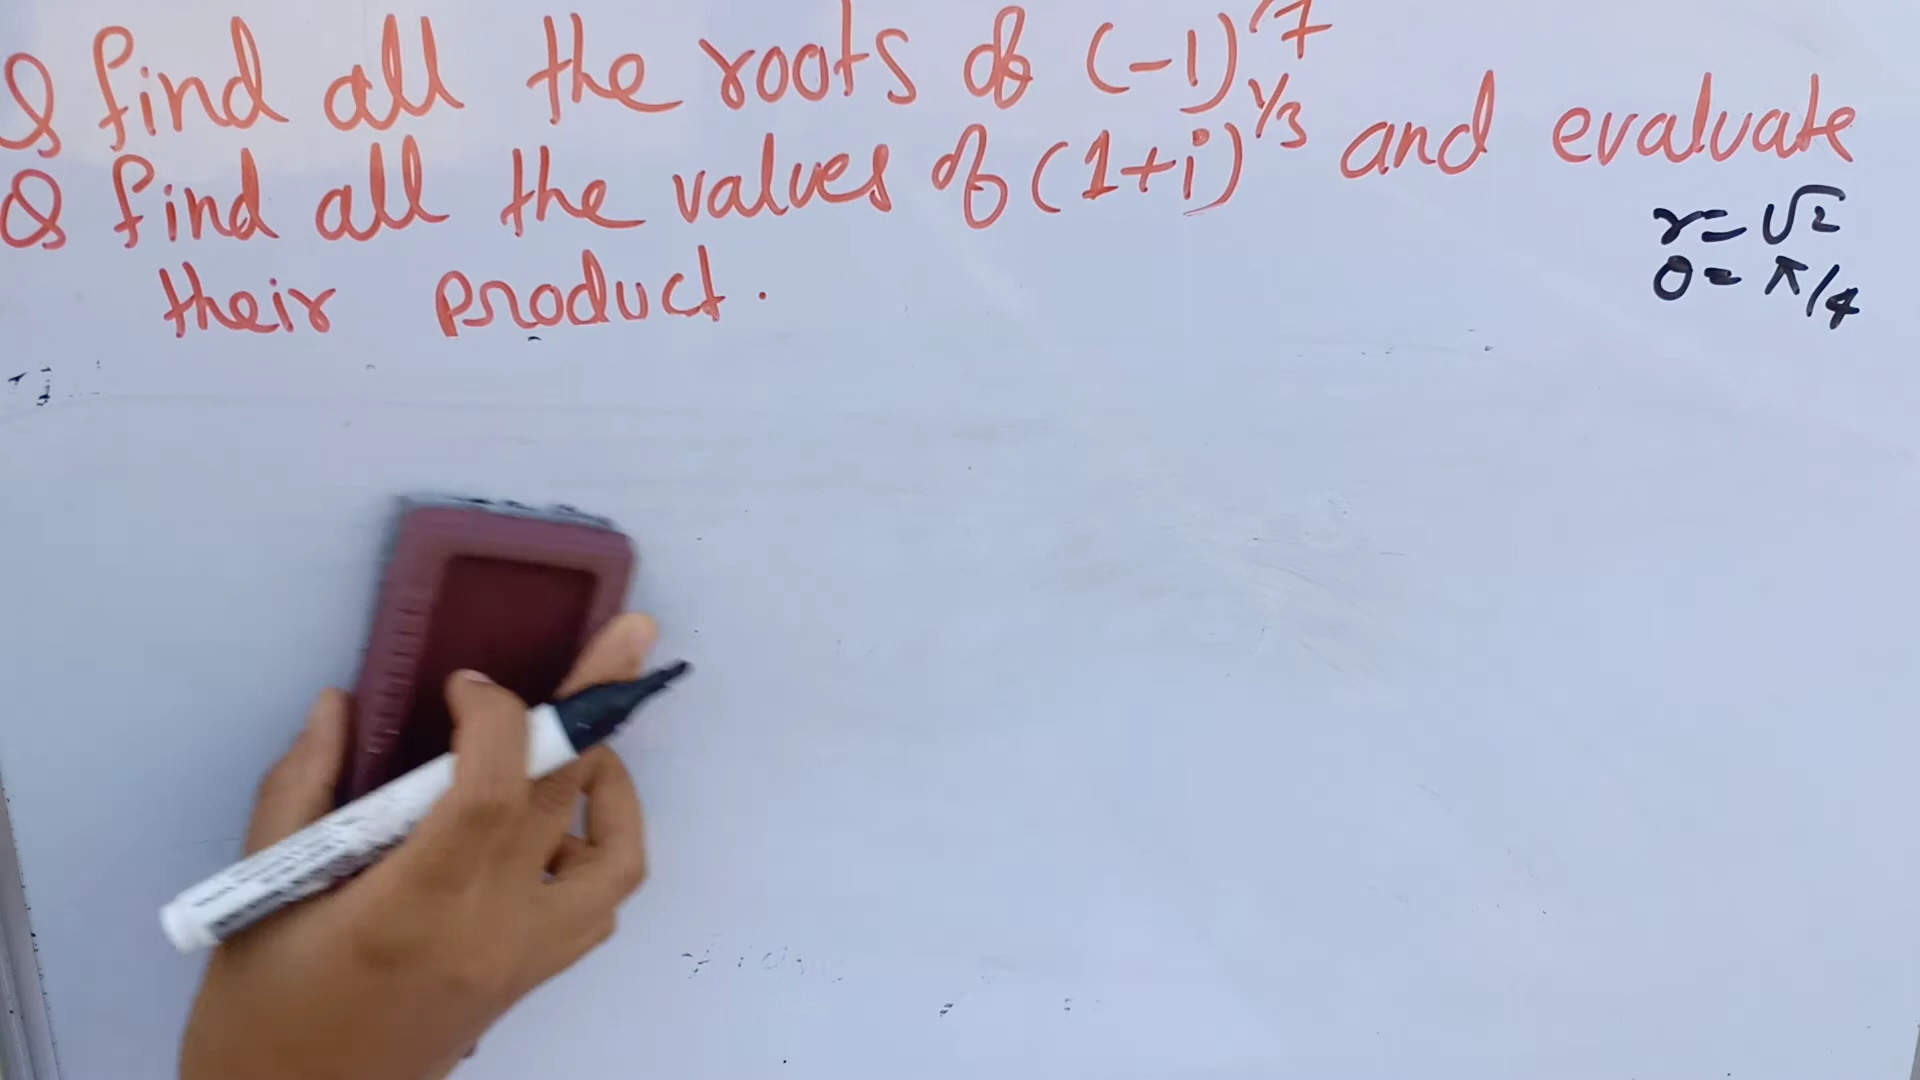 Q find all the roots of (-1)^1/7
Q find all the values of (1+i)^1/3 and evaluate
their product.
r=√2
θ=π/4